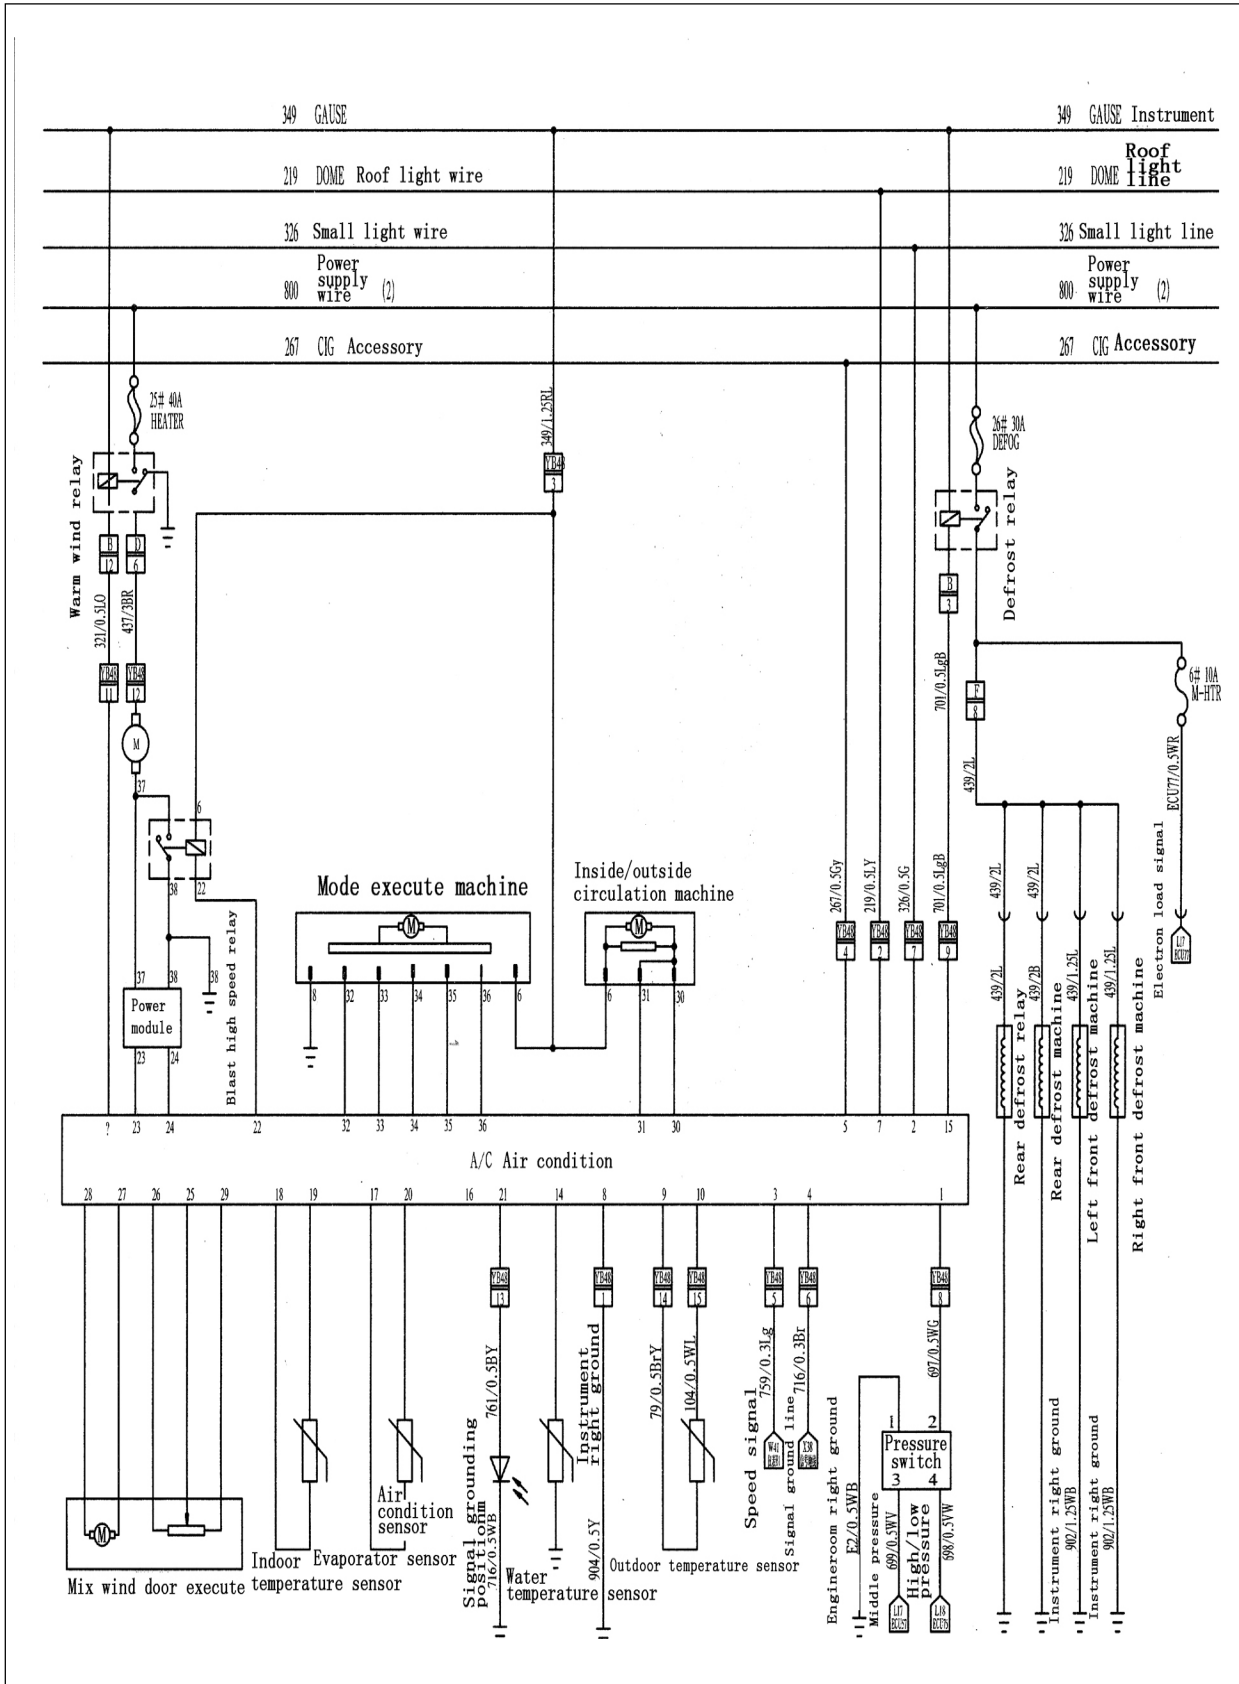 349 GAUSE
349 GAUSE Instrument
219 DOME Roof light wire
219 DOME Roof
light
line
326 Small light wire
326 Small light line
800 Power
supply
wire (2)
800 Power
supply
wire (2)
267 CIG Accessory
267 CIG Accessory
25# 40A
HEATER
349/1.25RL
YB48
3
26# 30A
DEFOG
Warm wind relay
Defrost relay
B
12
D
6
B
3
321/0.5LO
437/3BR
YB48
11
YB48
12
701/0.5LgB
F
8
6# 10A
M-HTR
M
439/2L
ECU77/0.5WR
37
6
38
22
Blast high speed relay
Mode execute machine
M
8
32
33
34
35
36
6
Inside/outside
circulation machine
M
6
31
30
267/0.5Gy
219/0.5LY
326/0.5G
701/0.5LgB
YB48
4
YB48
2
YB48
7
YB48
9
439/2L
439/2L
Electron load signal
L17
ECU77
37
38
38
Power
module
23
24
439/2L
439/2B
439/1.25L
439/1.25L
Rear defrost relay
Rear defrost machine
Left front defrost machine
Right front defrost machine
?
23
24
22
32
33
34
35
36
31
30
5
7
2
15
A/C Air condition
28
27
26
25
29
18
19
17
20
16
21
14
8
9
10
3
4
1
YB48
13
YB48
1
YB48
14
YB48
15
YB48
5
YB48
6
YB48
8
761/0.5BY
Instrument
right ground
79/0.5BrY
104/0.5WL
759/0.3Lg
716/0.3Br
697/0.5WG
Speed signal
Signal ground line
W41
X38
Engineroom right ground
E2/0.5WB
1
2
Pressure
switch
3
4
Middle pressure
699/0.5WV
High/low
pressure
698/0.5VW
L17
ECU57
L18
ECU75
M
Mix wind door execute
Indoor
temperature sensor
Evaporator sensor
Air
condition
sensor
Signal grounding
positionm
716/0.5WB
Water
temperature sensor
904/0.5Y
Outdoor temperature sensor
Instrument right ground
902/1.25WB
Instrument right ground
902/1.25WB